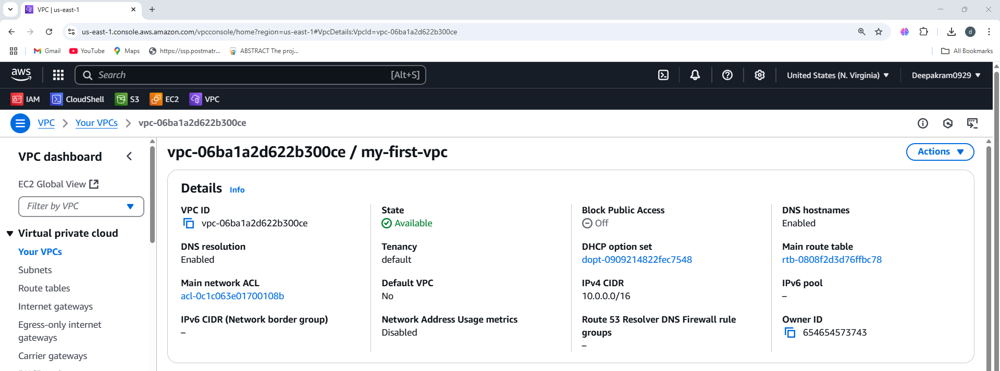 VPC | us-east-1
us-east-1.console.aws.amazon.com/vpcconsole/home?region=us-east-1#VpcDetails:VpcId=vpc-06ba1a2d622b300ce
d
Gmail
YouTube
Maps
https://ssp.postmatr...
ABSTRACT The proj...
All Bookmarks
aws
Search
[Alt+S]
United States (N. Virginia)
Deepakram0929
IAM
CloudShell
S3
EC2
VPC
VPC
Your VPCs
vpc-06ba1a2d622b300ce
VPC dashboard
EC2 Global View
Filter by VPC
Virtual private cloud
Your VPCs
Subnets
Route tables
Internet gateways
Egress-only internet
gateways
Carrier gateways
vpc-06ba1a2d622b300ce / my-first-vpc
Actions
Details
Info
VPC ID
vpc-06ba1a2d622b300ce
State
Available
Block Public Access
Off
DNS hostnames
Enabled
DNS resolution
Enabled
Tenancy
default
DHCP option set
dopt-0909214822fec7548
Main route table
rtb-0808f2d3d76ffbc78
Main network ACL
acl-0c1c063e01700108b
Default VPC
No
IPv4 CIDR
10.0.0.0/16
IPv6 pool
–
IPv6 CIDR (Network border group)
–
Network Address Usage metrics
Disabled
Route 53 Resolver DNS Firewall rule
groups
–
Owner ID
654654573743